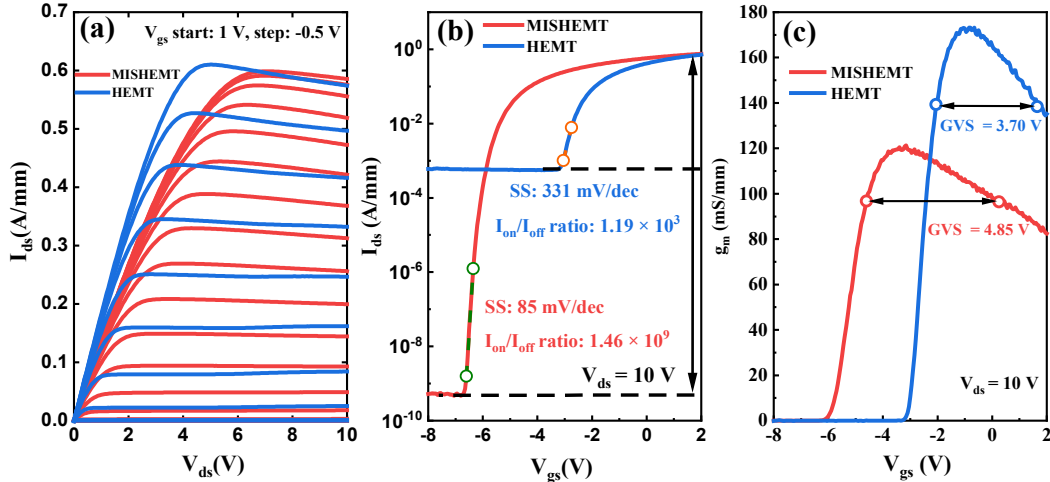 (a)
V_gs start: 1 V, step: -0.5 V
MISHEMT
HEMT
0.7
0.6
0.5
0.4
0.3
0.2
0.1
0.0
I_ds(A/mm)
0 2 4 6 8 10
V_ds(V)
(b)
MISHEMT
HEMT
10^0
10^-2
10^-4
10^-6
10^-8
10^-10
I_ds (A/mm)
SS: 331 mV/dec
I_on/I_off ratio: 1.19 × 10^3
SS: 85 mV/dec
I_on/I_off ratio: 1.46 × 10^9
V_ds = 10 V
-8 -6 -4 -2 0 2
V_gs(V)
(c)
MISHEMT
HEMT
180
160
140
120
100
80
60
40
20
0
g_m (mS/mm)
GVS = 3.70 V
GVS = 4.85 V
V_ds = 10 V
-8 -6 -4 -2 0 2
V_gs (V)